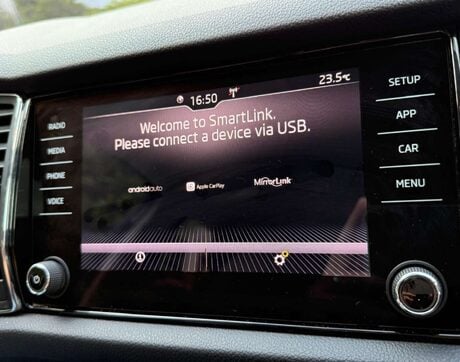 16:50
23.5°C
Welcome to SmartLink.
Please connect a device via USB.
androidauto
Apple CarPlay
MirrorLink
RADIO
MEDIA
PHONE
VOICE
SETUP
APP
CAR
MENU